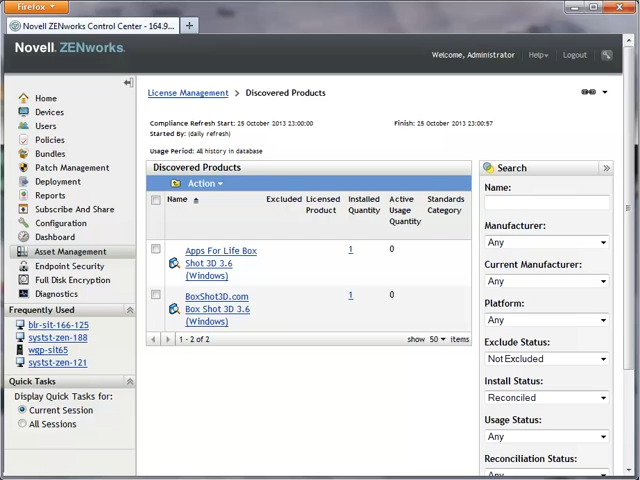 Firefox
Novell ZENworks Control Center - 164.9...
+
Novell ZENworks.
Welcome, Administrator
Help
Logout
Home
Devices
Users
Policies
Bundles
Patch Management
Deployment
Reports
Subscribe And Share
Configuration
Dashboard
Asset Management
Endpoint Security
Full Disk Encryption
Diagnostics
Frequently Used
blr-sit-166-125
systst-zen-188
wgp-sit65
systst-zen-121
Quick Tasks
Display Quick Tasks for:
Current Session
All Sessions
License Management > Discovered Products
Compliance Refresh Start: 25 October 2013 23:00:00 Finish: 25 October 2013 23:00:57
Started By: (daily refresh)
Usage Period: All history in database
Discovered Products
Action
Name Excluded Licensed Product Installed Quantity Active Usage Quantity Standards Category
Apps For Life Box 1 0
Shot 3D 3.6
(Windows)
BoxShot3D.com 1 0
Box Shot 3D 3.6
(Windows)
1 - 2 of 2 show 50 items
Search
Name:
Manufacturer:
Any
Current Manufacturer:
Any
Platform:
Any
Exclude Status:
Not Excluded
Install Status:
Reconciled
Usage Status:
Any
Reconciliation Status:
Any